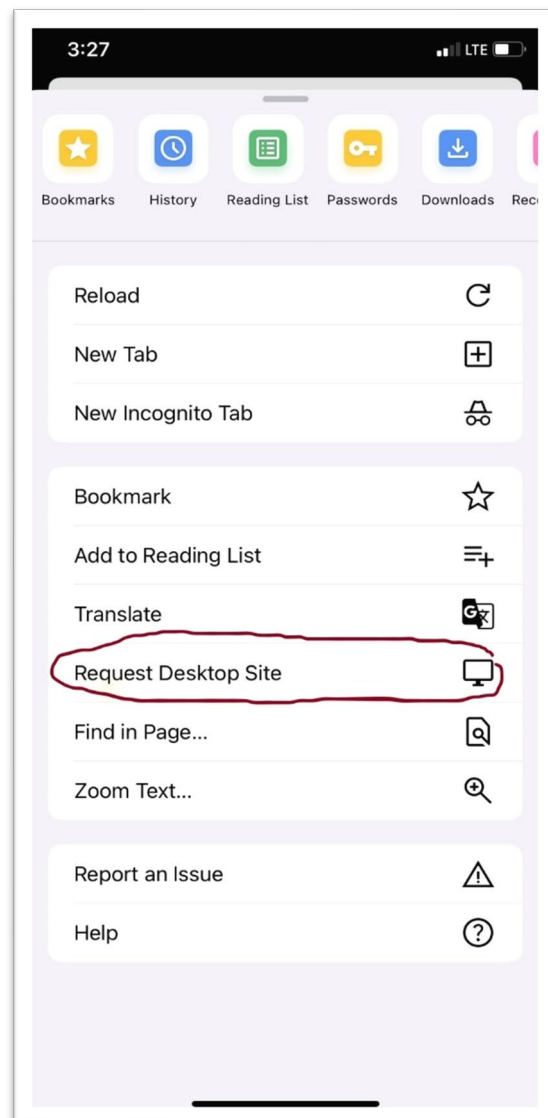 3:27 LTE
Bookmarks History Reading List Passwords Downloads Rec
Reload
New Tab
New Incognito Tab
Bookmark
Add to Reading List
Translate
Request Desktop Site
Find in Page...
Zoom Text...
Report an Issue
Help